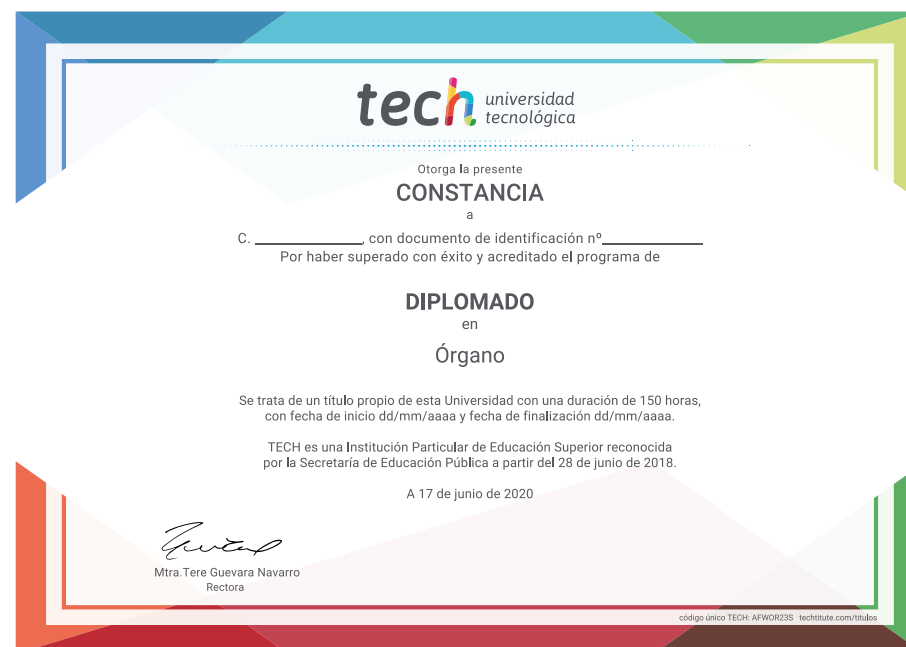 tech universidad
tecnológica
Otorga la presente
CONSTANCIA
a
C. ____________, con documento de identificación nº____________
Por haber superado con éxito y acreditado el programa de
DIPLOMADO
en
Órgano
Se trata de un título propio de esta Universidad con una duración de 150 horas,
con fecha de inicio dd/mm/aaaa y fecha de finalización dd/mm/aaaa.
TECH es una Institución Particular de Educación Superior reconocida
por la Secretaría de Educación Pública a partir del 28 de junio de 2018.
A 17 de junio de 2020
Mtra.Tere Guevara Navarro
Rectora
código único TECH: AFWOR23S techtitute.com/titulos